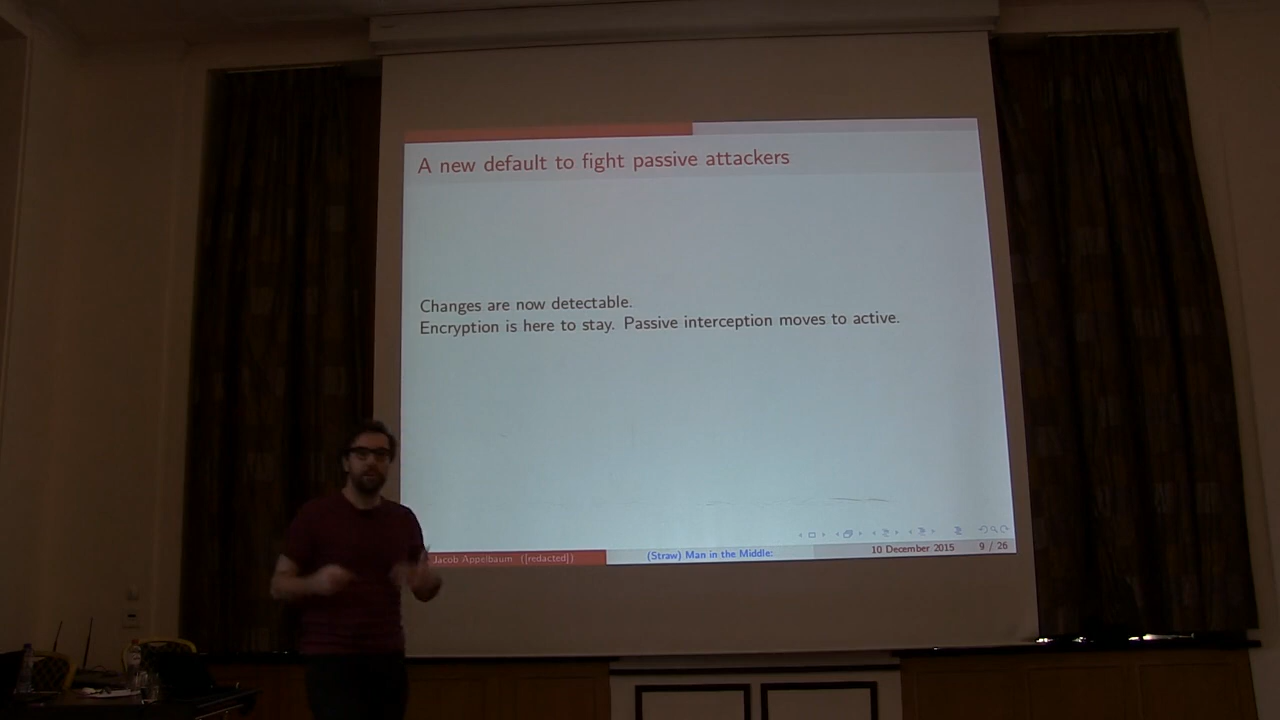 A new default to fight passive attackers
Changes are now detectable.
Encryption is here to stay. Passive interception moves to active.
Jacob Appelbaum ([redacted])
(Straw) Man in the Middle:
10 December 2015
9 / 26